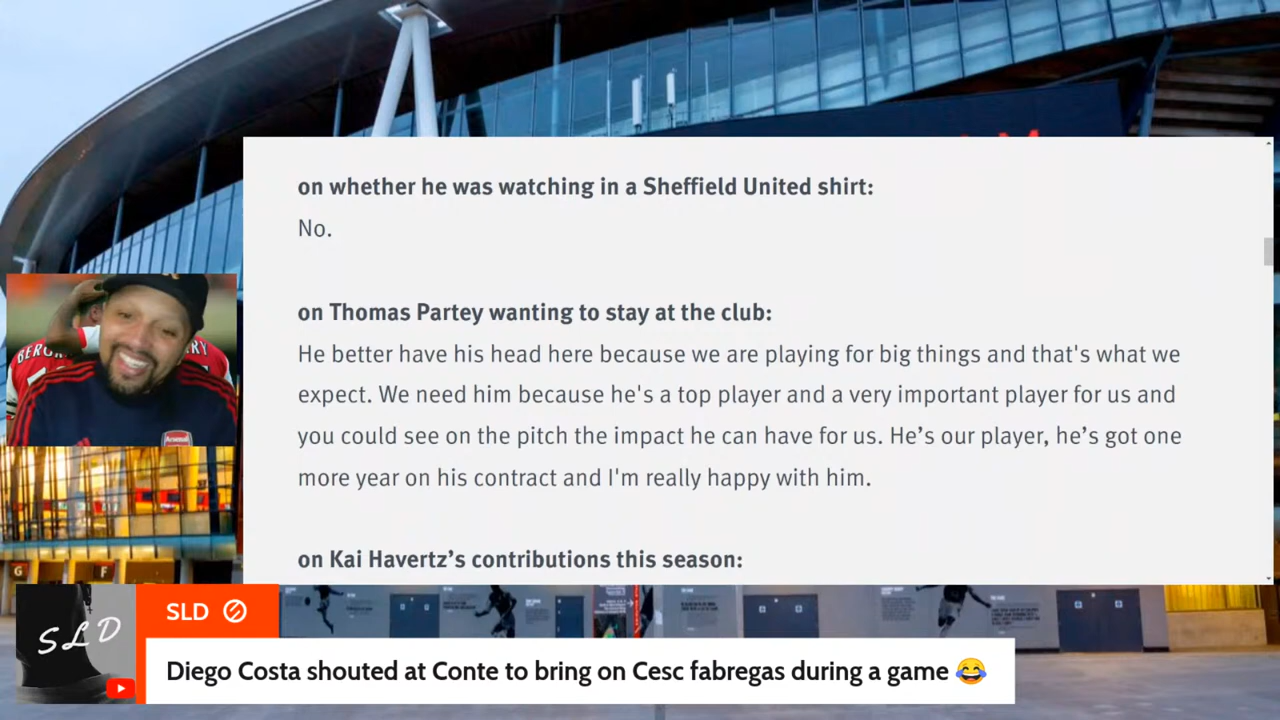 on whether he was watching in a Sheffield United shirt:
No.
on Thomas Partey wanting to stay at the club:
He better have his head here because we are playing for big things and that's what we
expect. We need him because he's a top player and a very important player for us and
you could see on the pitch the impact he can have for us. He’s our player, he’s got one
more year on his contract and I'm really happy with him.
on Kai Havertz’s contributions this season:
Arsenal
G
F
SLD
SLD
Diego Costa shouted at Conte to bring on Cesc fabregas during a game 😂